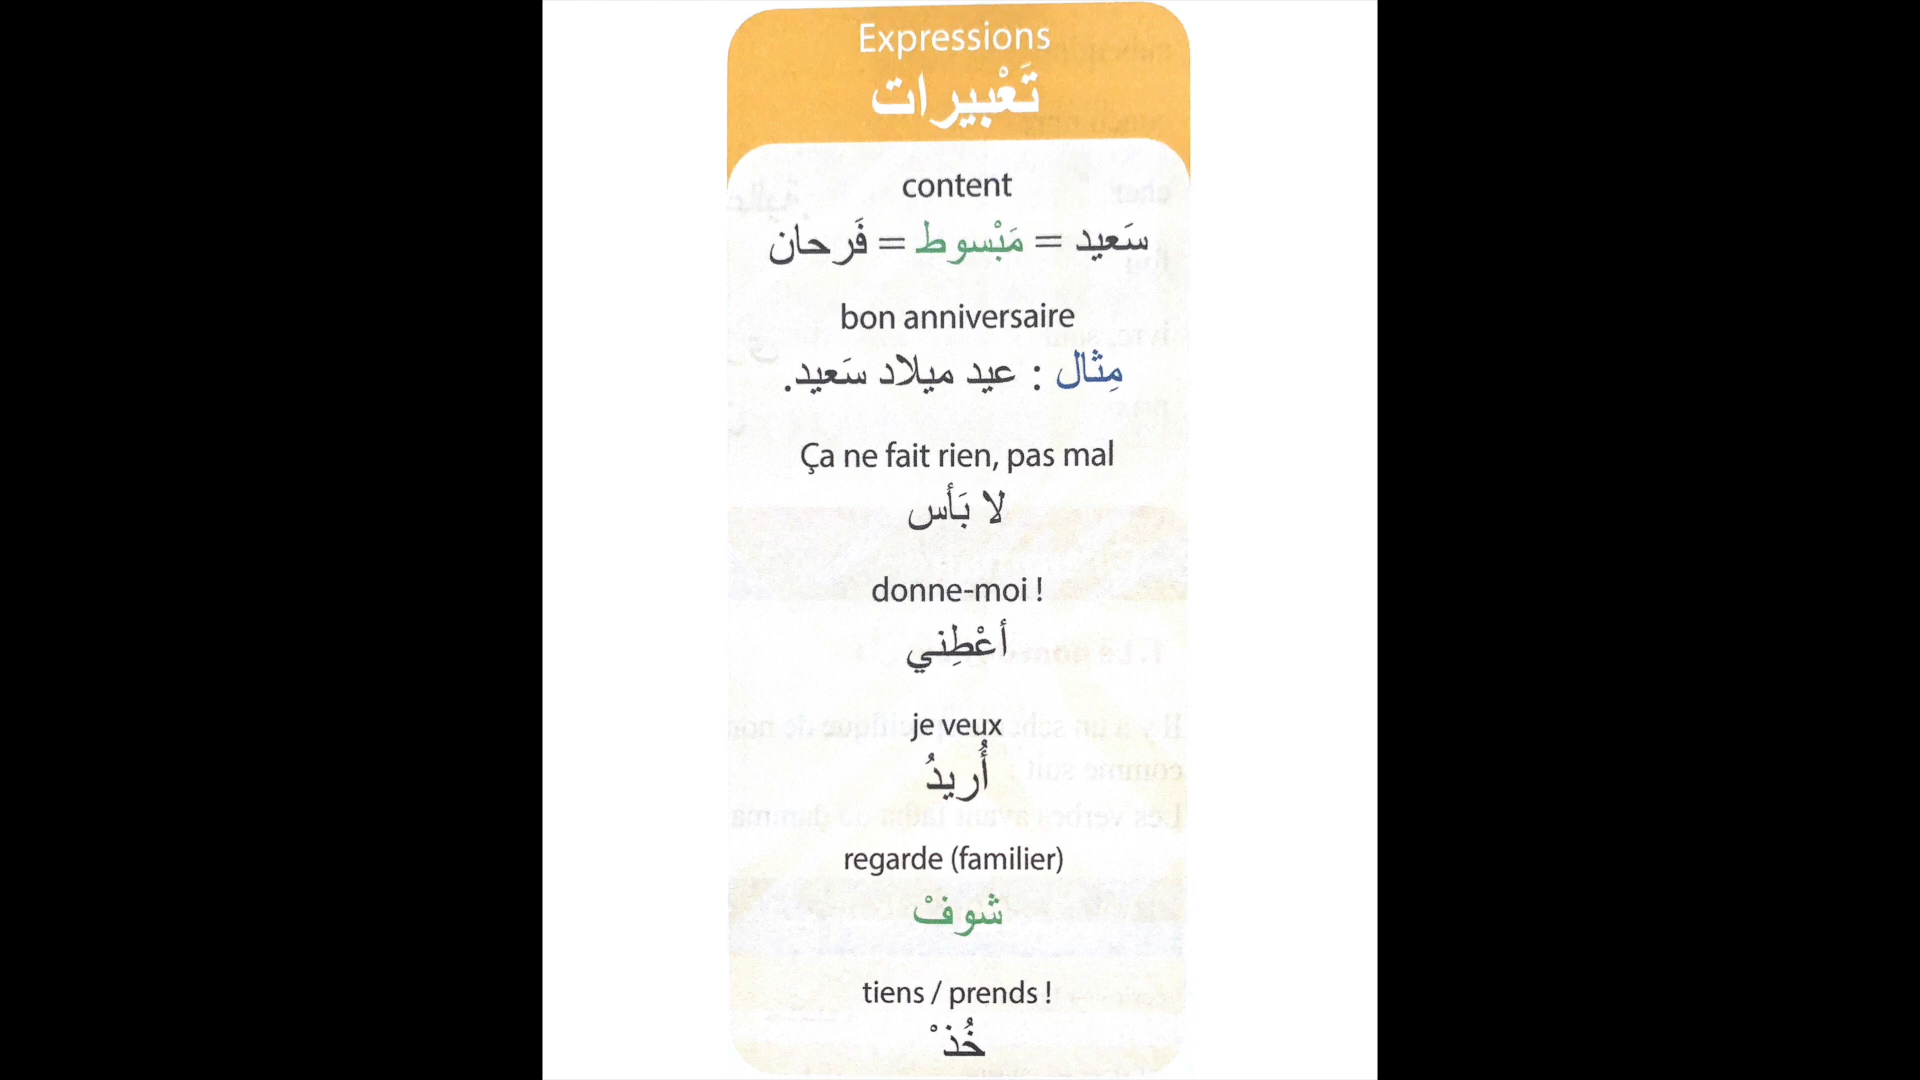 Expressions
تَعْبيرات
content
سَعيد = مَبْسوط = فَرحان
bon anniversaire
مِثال : عيد ميلاد سَعيد.
Ça ne fait rien, pas mal
لا بَأس
donne-moi !
أعْطِني
je veux
أُريدُ
regarde (familier)
شوفْ
tiens / prends !
خُذْ